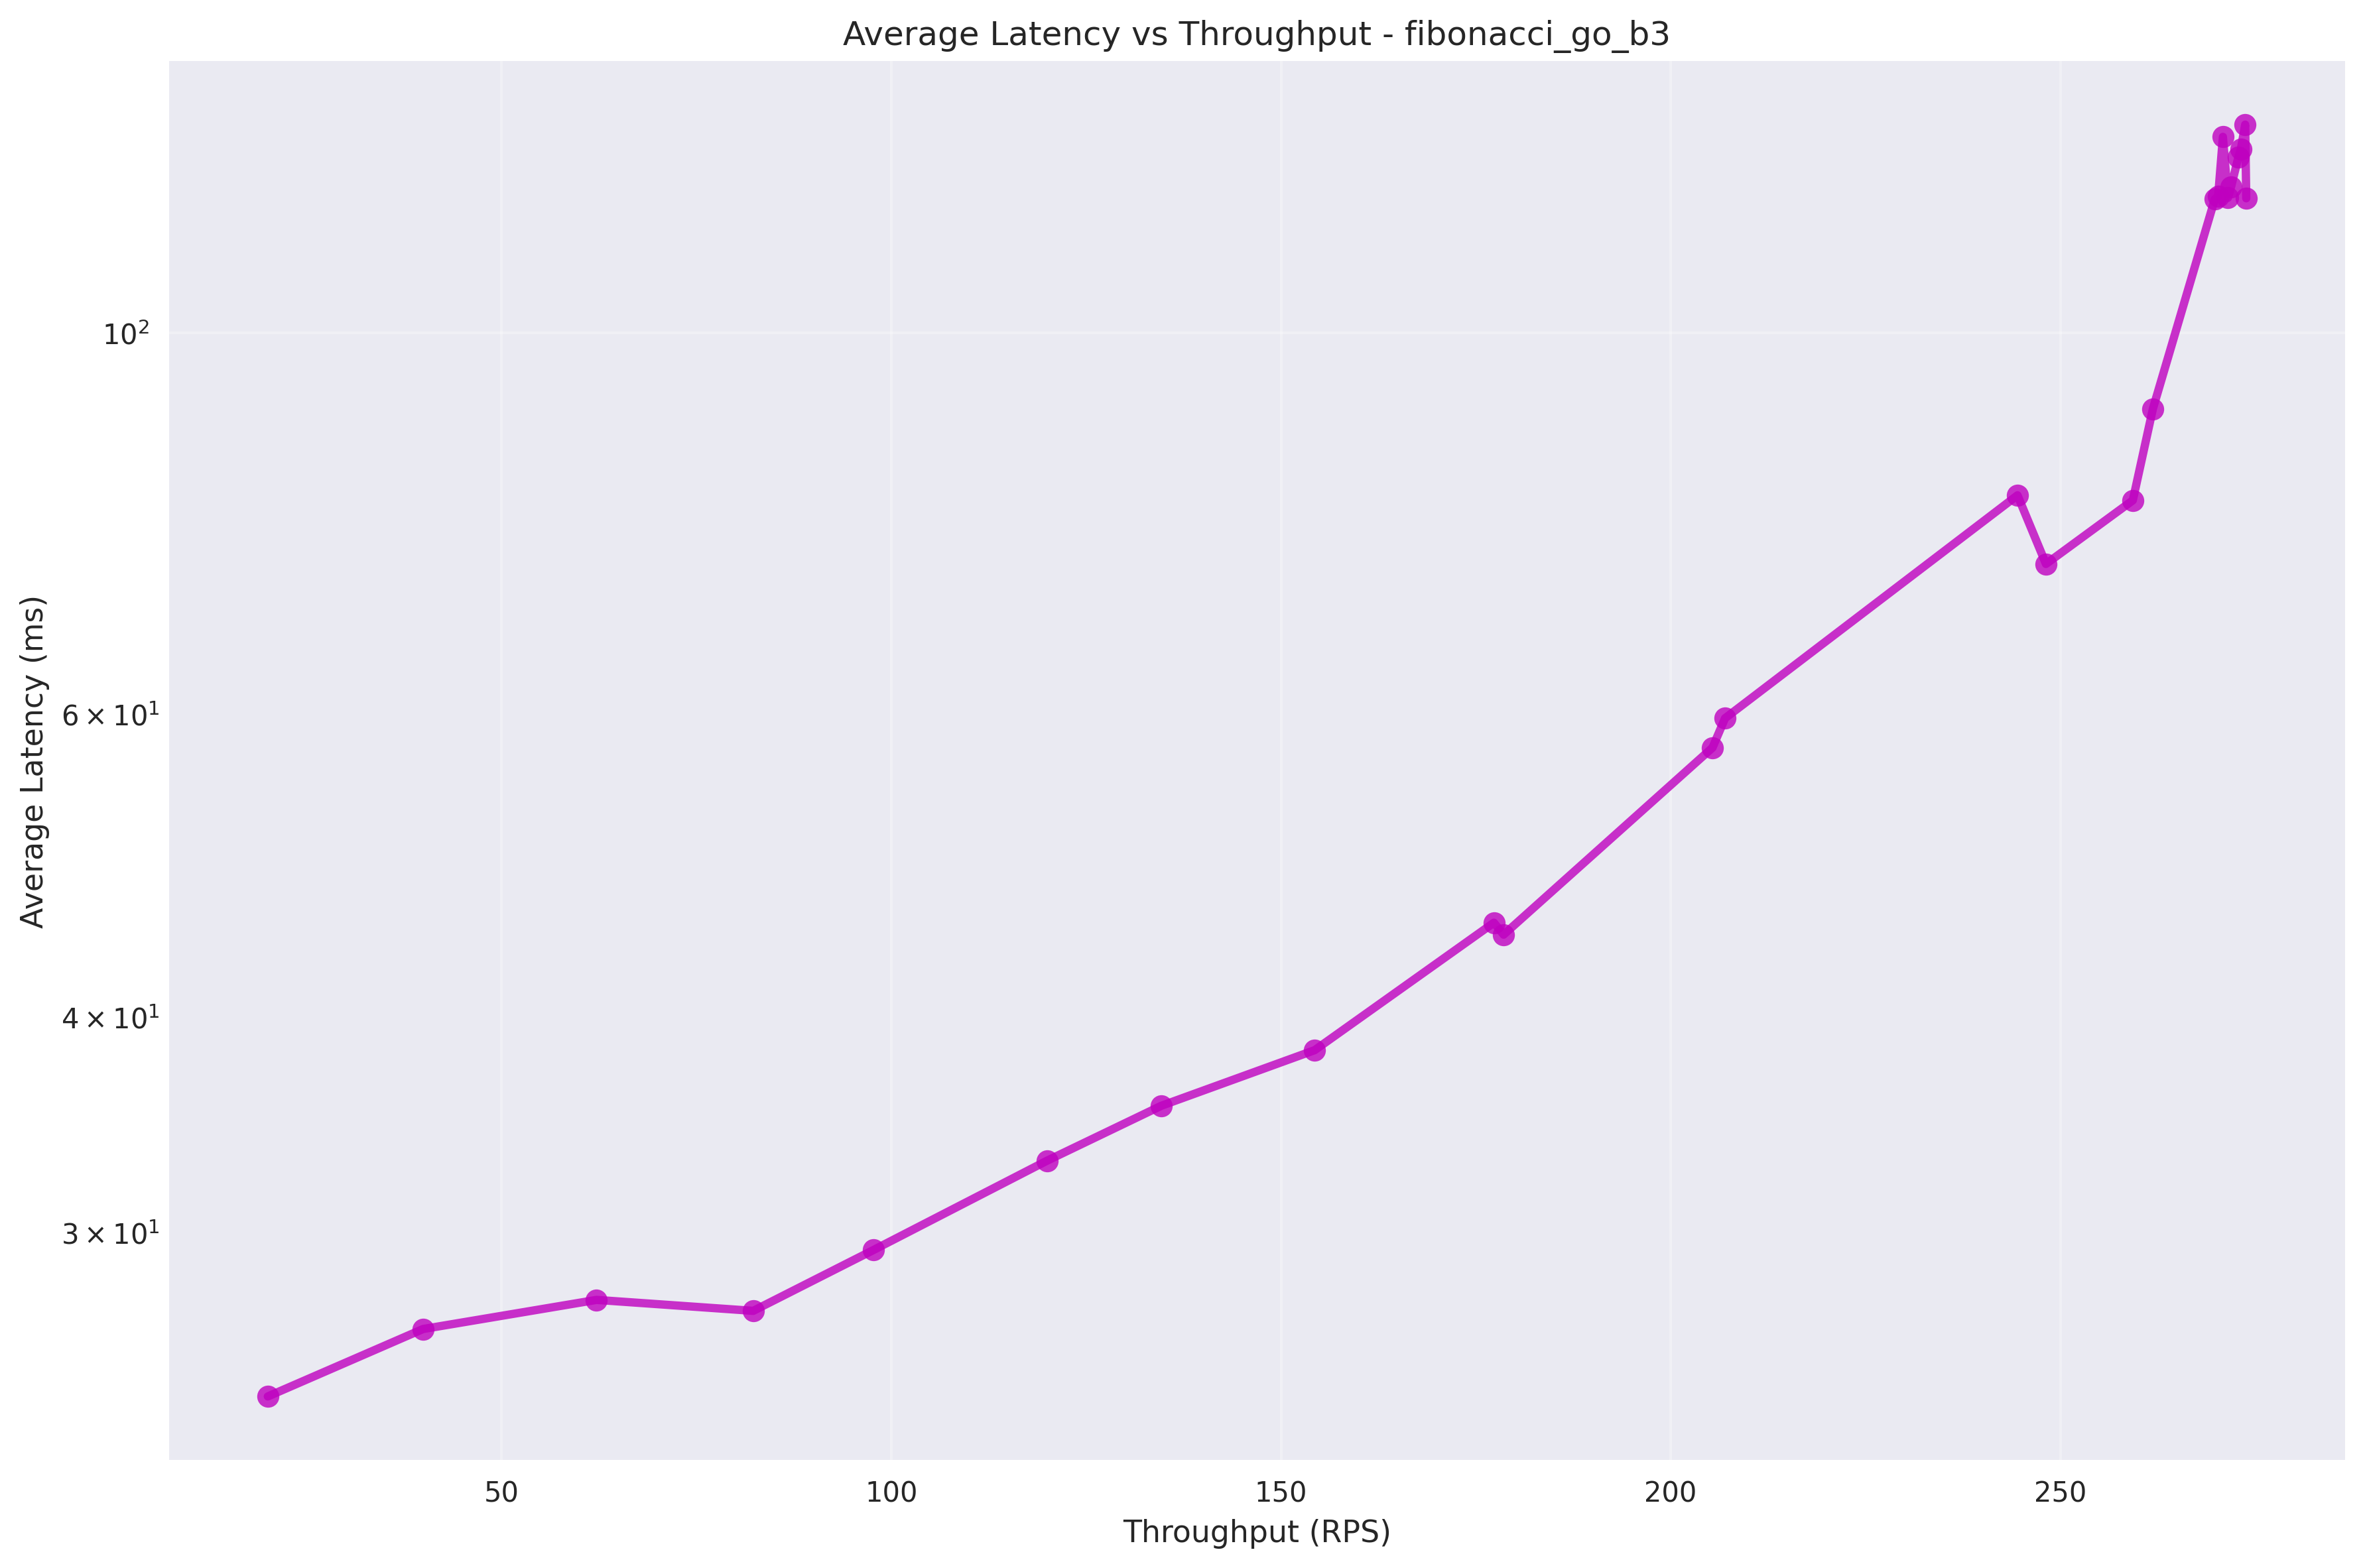 Average Latency vs Throughput - fibonacci_go_b3
Average Latency (ms)
10²
6 × 10¹
4 × 10¹
3 × 10¹
50 100 150 200 250
Throughput (RPS)